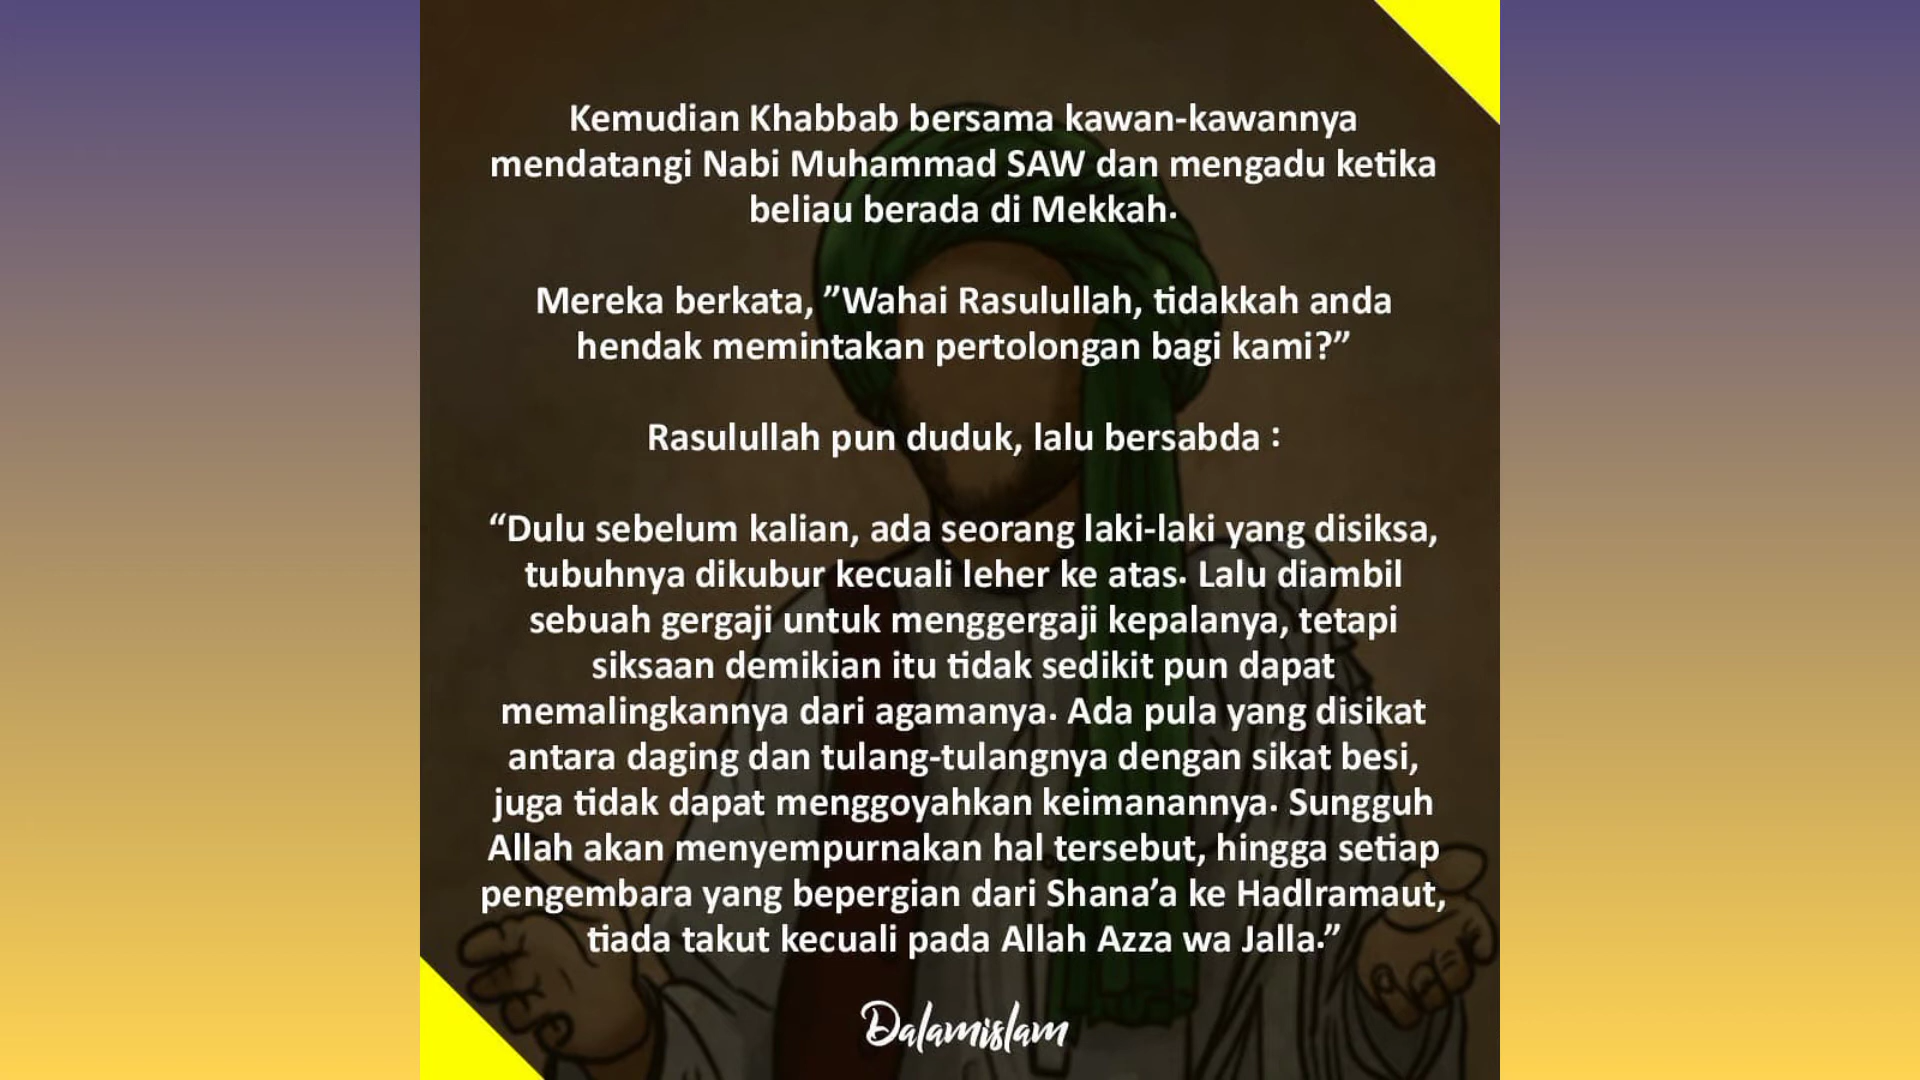 Kemudian Khabbab bersama kawan-kawannya
mendatangi Nabi Muhammad SAW dan mengadu ketika
beliau berada di Mekkah.
Mereka berkata, ”Wahai Rasulullah, tidakkah anda
hendak memintakan pertolongan bagi kami?”
Rasulullah pun duduk, lalu bersabda :
“Dulu sebelum kalian, ada seorang laki-laki yang disiksa,
tubuhnya dikubur kecuali leher ke atas. Lalu diambil
sebuah gergaji untuk menggergaji kepalanya, tetapi
siksaan demikian itu tidak sedikit pun dapat
memalingkannya dari agamanya. Ada pula yang disikat
antara daging dan tulang-tulangnya dengan sikat besi,
juga tidak dapat menggoyahkan keimanannya. Sungguh
Allah akan menyempurnakan hal tersebut, hingga setiap
pengembara yang bepergian dari Shana’a ke Hadlramaut,
tiada takut kecuali pada Allah Azza wa Jalla.”
Dalamislam